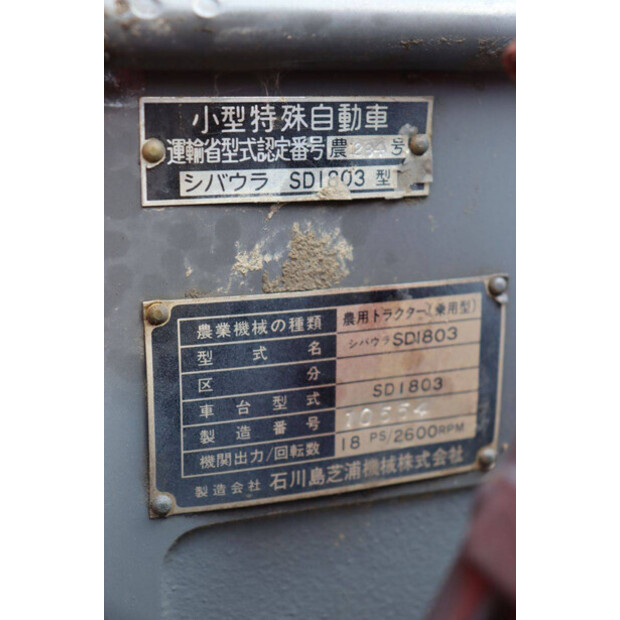 小型特殊自動車
運輸省型式認定番号 農 号
シバウラ SD1803 型
農業機械の種類 農用トラクター(乗用型)
型式名 シバウラ SD1803
区分
車台型式 SD1803
製造番号 10554
機関出力/回転数 18 PS/2600RPM
製造会社 石川島芝浦機械株式会社